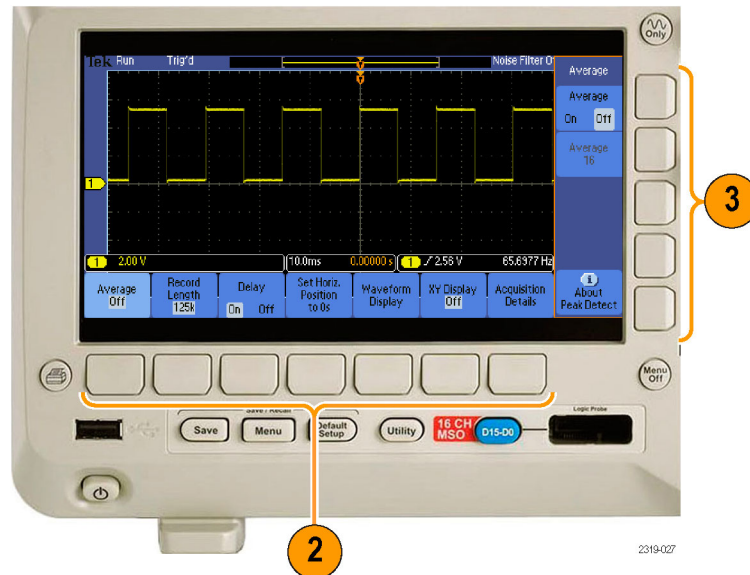 Only
Tek Run Trig'd Noise Filter O
Average
Average
On Off
Average
16
1
1 2.00 V 10.0ms 0.00000 s 1 2.56 V 65.6977 Hz
Average
Off
Record
Length
125k
Delay
On Off
Set Horiz.
Position
to 0s
Waveform
Display
XY Display
Off
Acquisition
Details
i
About
Peak Detect
3
Menu
Off
Save / Recall
Save
Menu
Default
Setup
Utility
16 CH
MSO
D15-D0
Logic Probe
2
2319-027